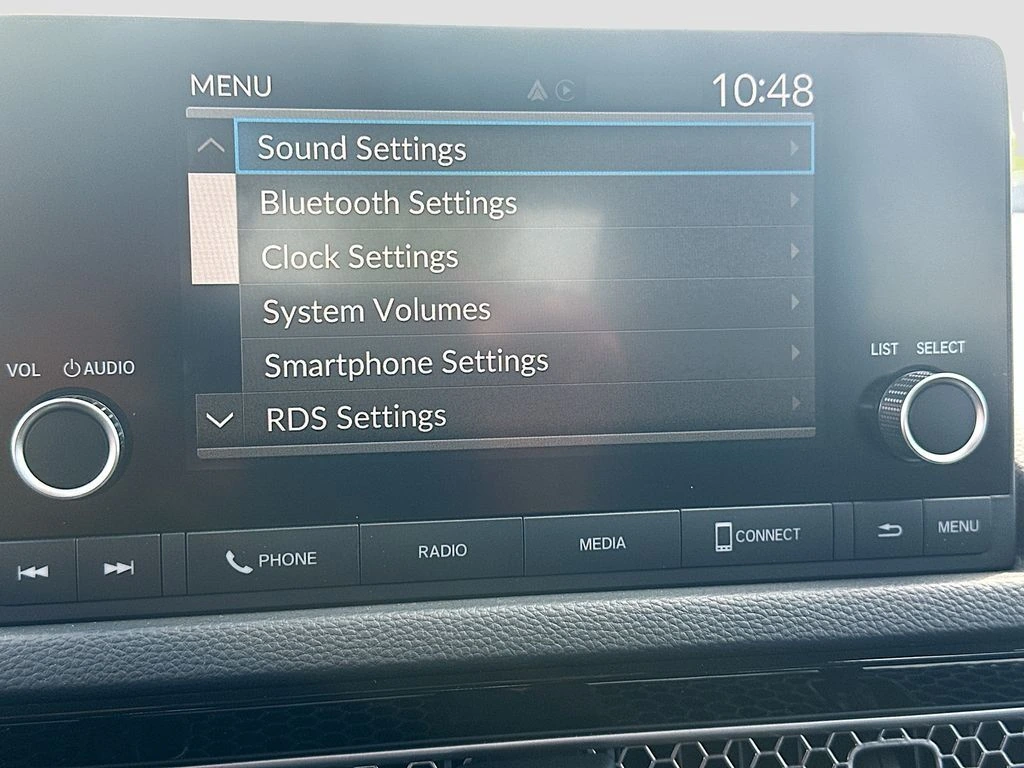 MENU 10:48
Sound Settings
Bluetooth Settings
Clock Settings
System Volumes
Smartphone Settings
RDS Settings
VOL AUDIO
LIST SELECT
PHONE RADIO MEDIA CONNECT MENU